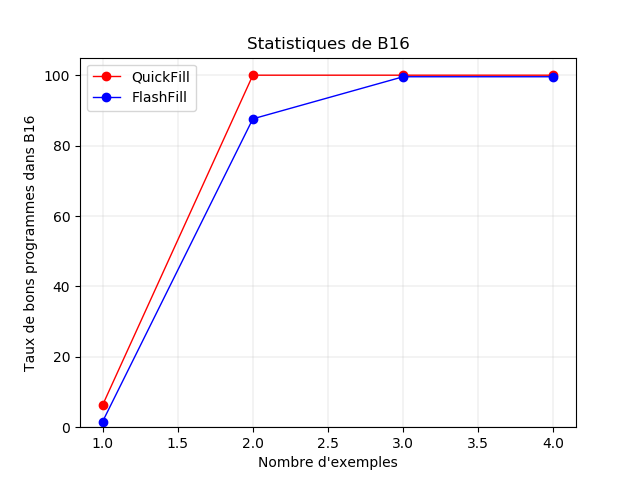 Statistiques de B16
QuickFill
FlashFill
Taux de bons programmes dans B16
100
80
60
40
20
0
1.0 1.5 2.0 2.5 3.0 3.5 4.0
Nombre d'exemples